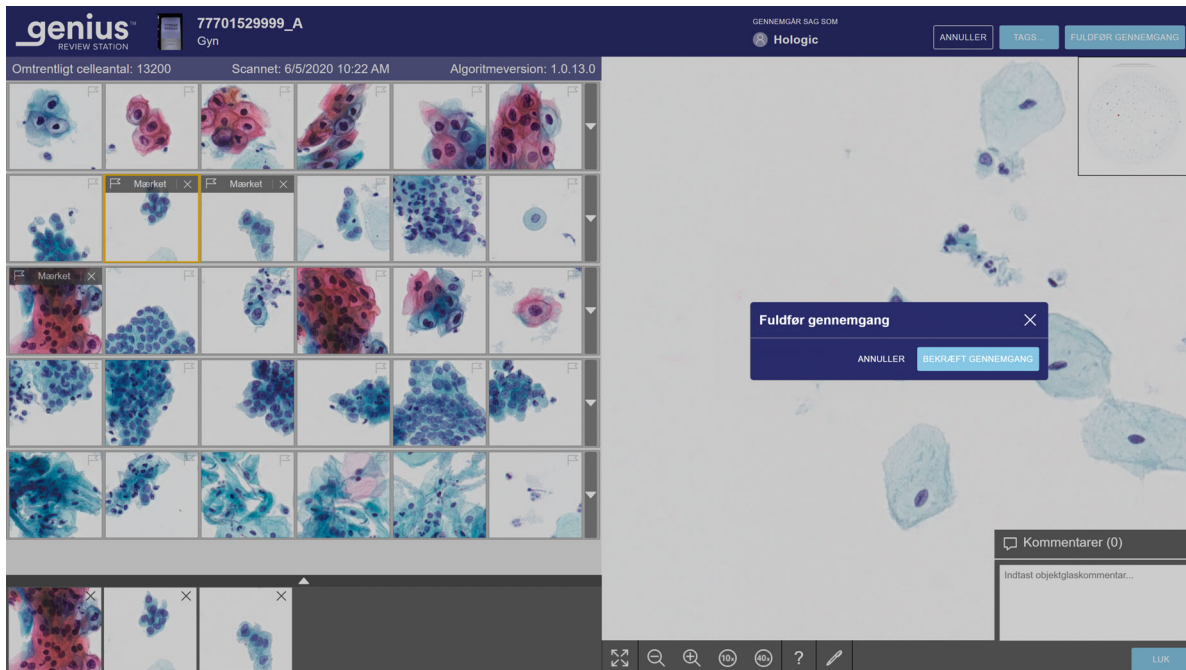 genius™
REVIEW STATION
77701529999_A
Gyn
GENNEMGÅR SAG SOM
Hologic
ANNULLER
TAGS...
FULDFØR GENNEMGANG
Omtrentligt celleantal: 13200
Scannet: 6/5/2020 10:22 AM
Algoritmeversion: 1.0.13.0
Mærket
Mærket
Mærket
Fuldfør gennemgang
ANNULLER
BEKRÆFT GENNEMGANG
Kommentarer (0)
Indtast objektglaskommentar...
10x
40x
?
LUK